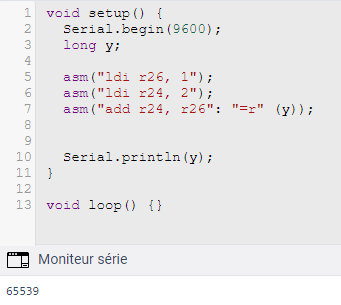 1 void setup() {
2   Serial.begin(9600);
3   long y;
4
5   asm("ldi r26, 1");
6   asm("ldi r24, 2");
7   asm("add r24, r26": "=r" (y));
8
9
10   Serial.println(y);
11 }
12
13 void loop() {}
Moniteur série
65539